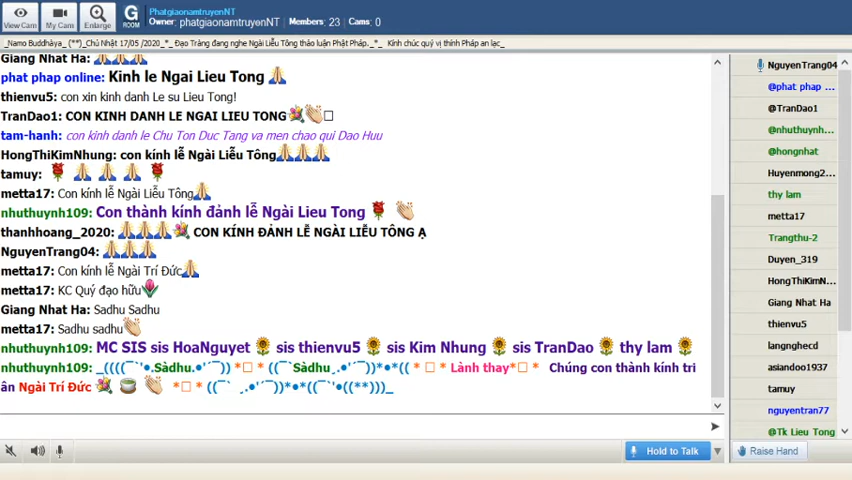 View Cam
My Cam
Enlarge
G
ROOM
PhatgiaonamtruyenNT
Owner: phatgiaonamtruyenNT | Members: 23 | Cams: 0
_Namo Buddhàya_ (**)_Chủ Nhật 17/05 /2020_*_ Đạo Tràng đang nghe Ngài Liễu Tông thảo luận Phật Pháp._*_ Kính chúc quý vị thính Pháp an lạc_
Giang Nhat Ha: 🙏🙏🙏
phat phap online: Kinh le Ngai Lieu Tong 🙏
thienvu5: con xin kinh danh Le su Lieu Tong!
TranDao1: CON KINH DANH LE NGAI LIEU TONG 💐👏□
tam-hanh: con kính danh le Chu Ton Duc Tang va men chao qui Dao Huu
HongThiKimNhung: con kính lễ Ngài Liễu Tông🙏🙏🙏
tamuy: 🌹 🙏 🙏 🙏 🌹
metta17: Con kính lễ Ngài Liễu Tông🙏
nhuthuynh109: Con thành kính đảnh lễ Ngài Lieu Tong 🌹 👏
thanhhoang_2020: 🙏🙏🙏💐 CON KÍNH ĐẢNH LỄ NGÀI LIỄU TÔNG Ạ
NguyenTrang04: 🙏🙏🙏
metta17: Con kính lễ Ngài Trí Đức🙏
metta17: KC Quý đạo hữu🌷
Giang Nhat Ha: Sadhu Sadhu
metta17: Sadhu sadhu👏
nhuthuynh109: MC SIS sis HoaNguyet 🌻 sis thienvu5 🌻 sis Kim Nhung 🌻 sis TranDao 🌻 thy lam 🌻
nhuthuynh109: _((((¯`'•.Sàdhu.•'´¯)) *□ * ((¯`Sàdhu¸.•'´¯))*•*(( * □ * Lành thay*□ * Chúng con thành kính tri
ân Ngài Trí Đức 💐 🍵 👏 *□ * ((¯` ¸.•'´¯))*•*((¯`'•((**)))_
NguyenTrang04
@phat phap ...
@TranDao1
@nhuthuynh...
@hongnhat
Huyenmong2...
thy lam
metta17
Trangthu-2
Duyen_319
HongThiKimN...
Giang Nhat Ha
thienvu5
langnghecd
asiandoo1937
tamuy
nguyentran77
@Tk Lieu Tong
Hold to Talk
Raise Hand